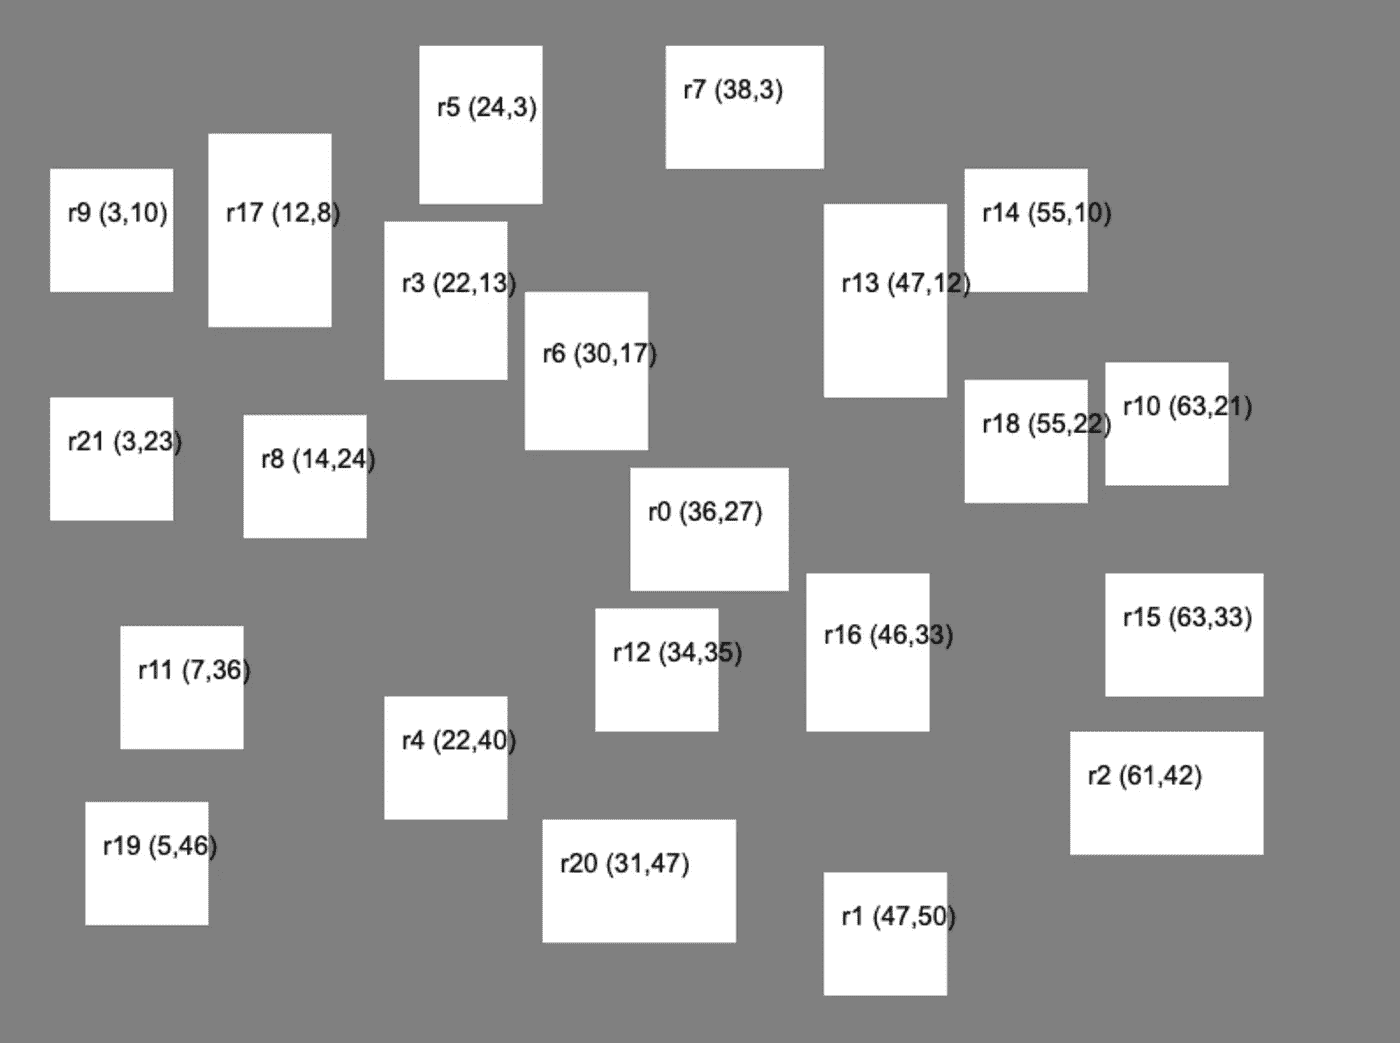 r7 (38,3)
r5 (24,3)
r9 (3,10)
r17 (12,8)
r14 (55,10)
r3 (22,13)
r13 (47,12)
r6 (30,17)
r10 (63,21)
r18 (55,22)
r21 (3,23)
r8 (14,24)
r0 (36,27)
r15 (63,33)
r16 (46,33)
r12 (34,35)
r11 (7,36)
r4 (22,40)
r2 (61,42)
r19 (5,46)
r20 (31,47)
r1 (47,50)